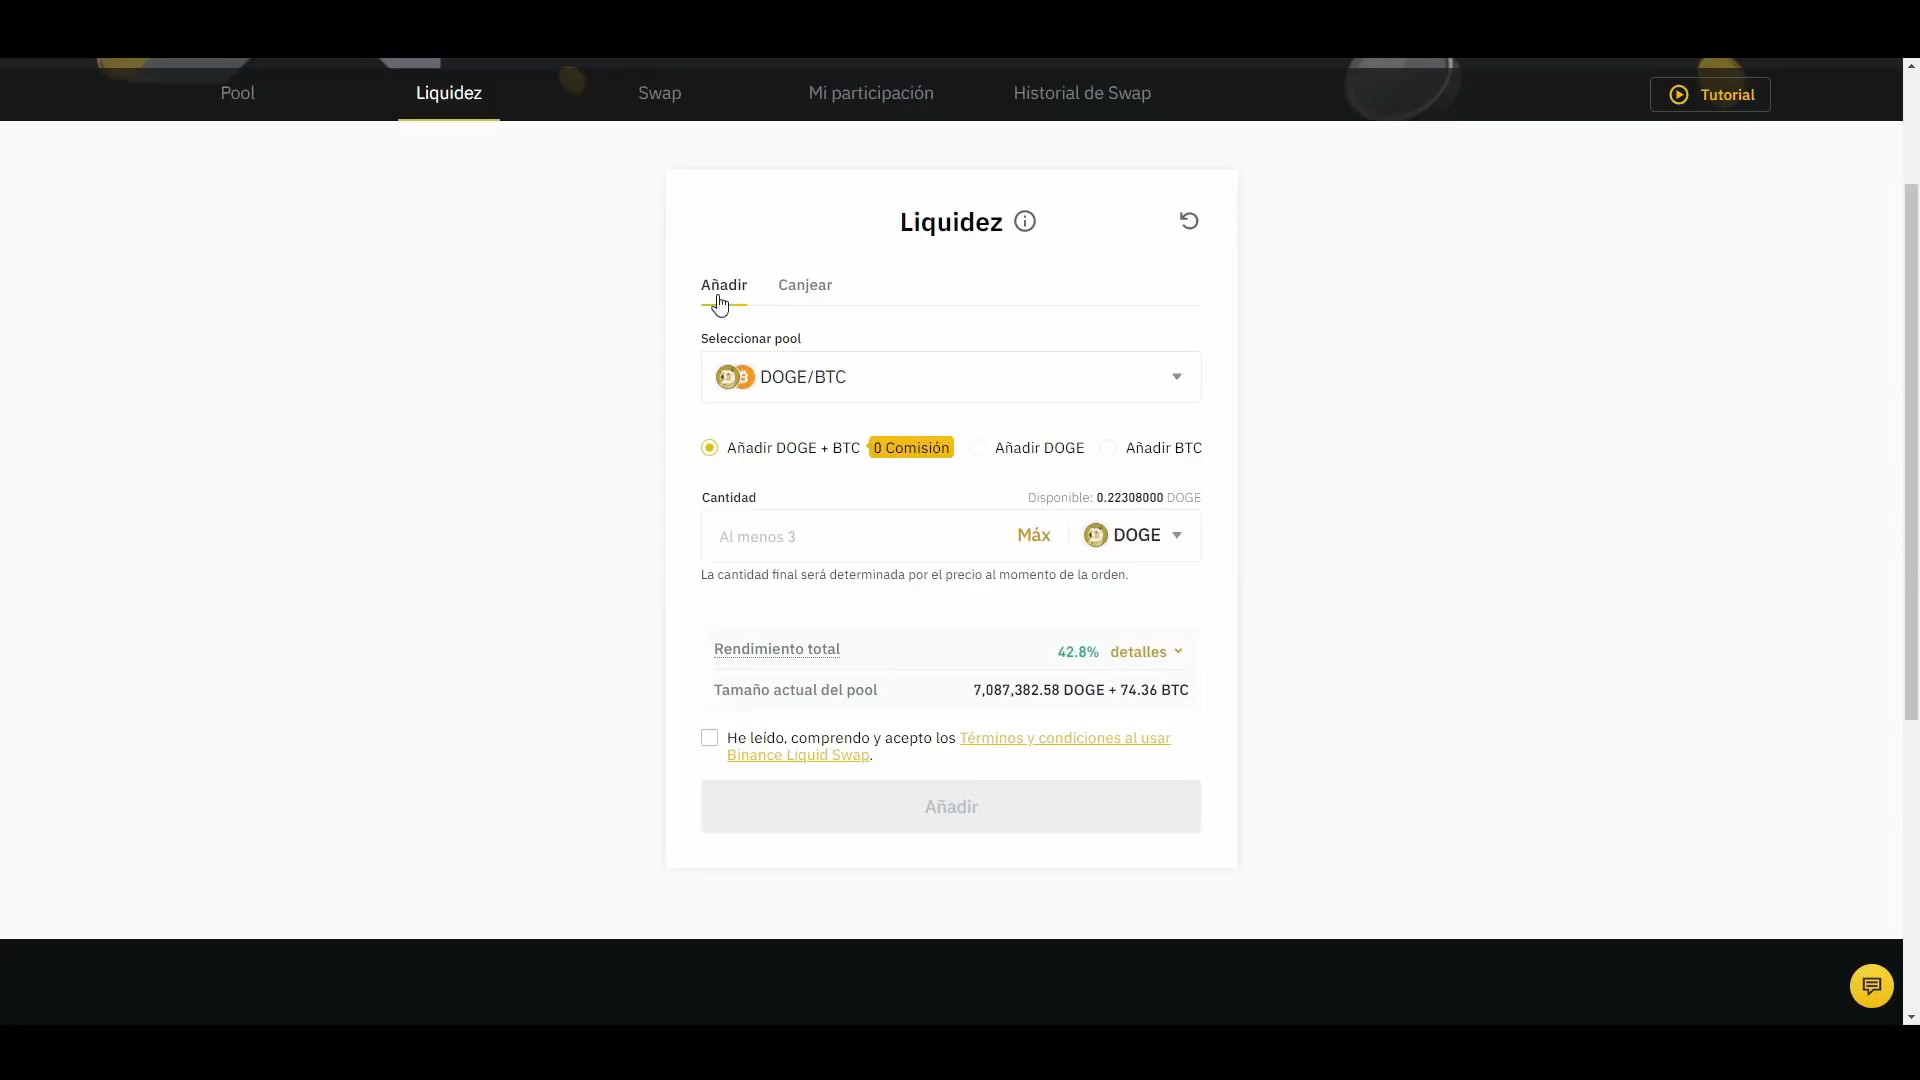 Pool Liquidez Swap Mi participación Historial de Swap Tutorial
Liquidez
Añadir Canjear
Seleccionar pool
DOGE/BTC
Añadir DOGE + BTC 0 Comisión Añadir DOGE Añadir BTC
Cantidad Disponible: 0.22308000 DOGE
Al menos 3 Máx DOGE
La cantidad final será determinada por el precio al momento de la orden.
Rendimiento total 42.8% detalles
Tamaño actual del pool 7,087,382.58 DOGE + 74.36 BTC
He leído, comprendo y acepto los Términos y condiciones al usar
Binance Liquid Swap.
Añadir